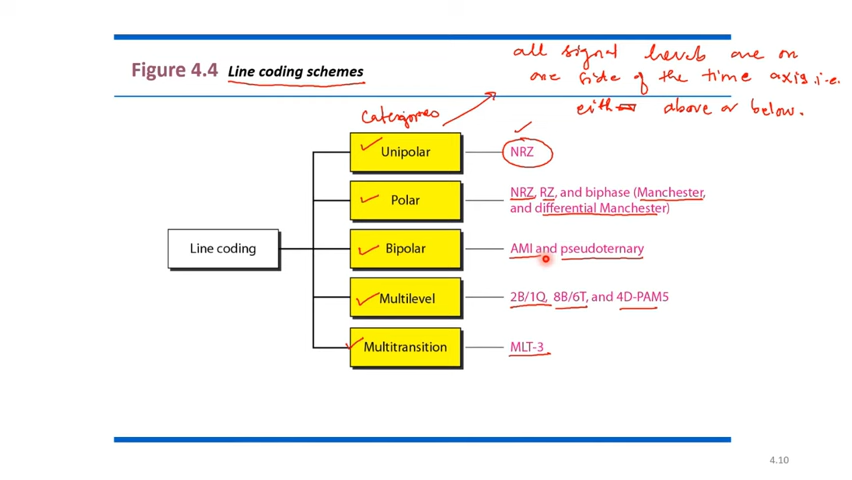 all signal levels are on
Figure 4.4 Line coding schemes
one side of the time axis i.e.
either above or below.
Categories
Unipolar
NRZ
Polar
NRZ, RZ, and biphase (Manchester,
and differential Manchester)
Line coding
Bipolar
AMI and pseudoternary
Multilevel
2B/1Q, 8B/6T, and 4D-PAM5
Multitransition
MLT-3
4.10